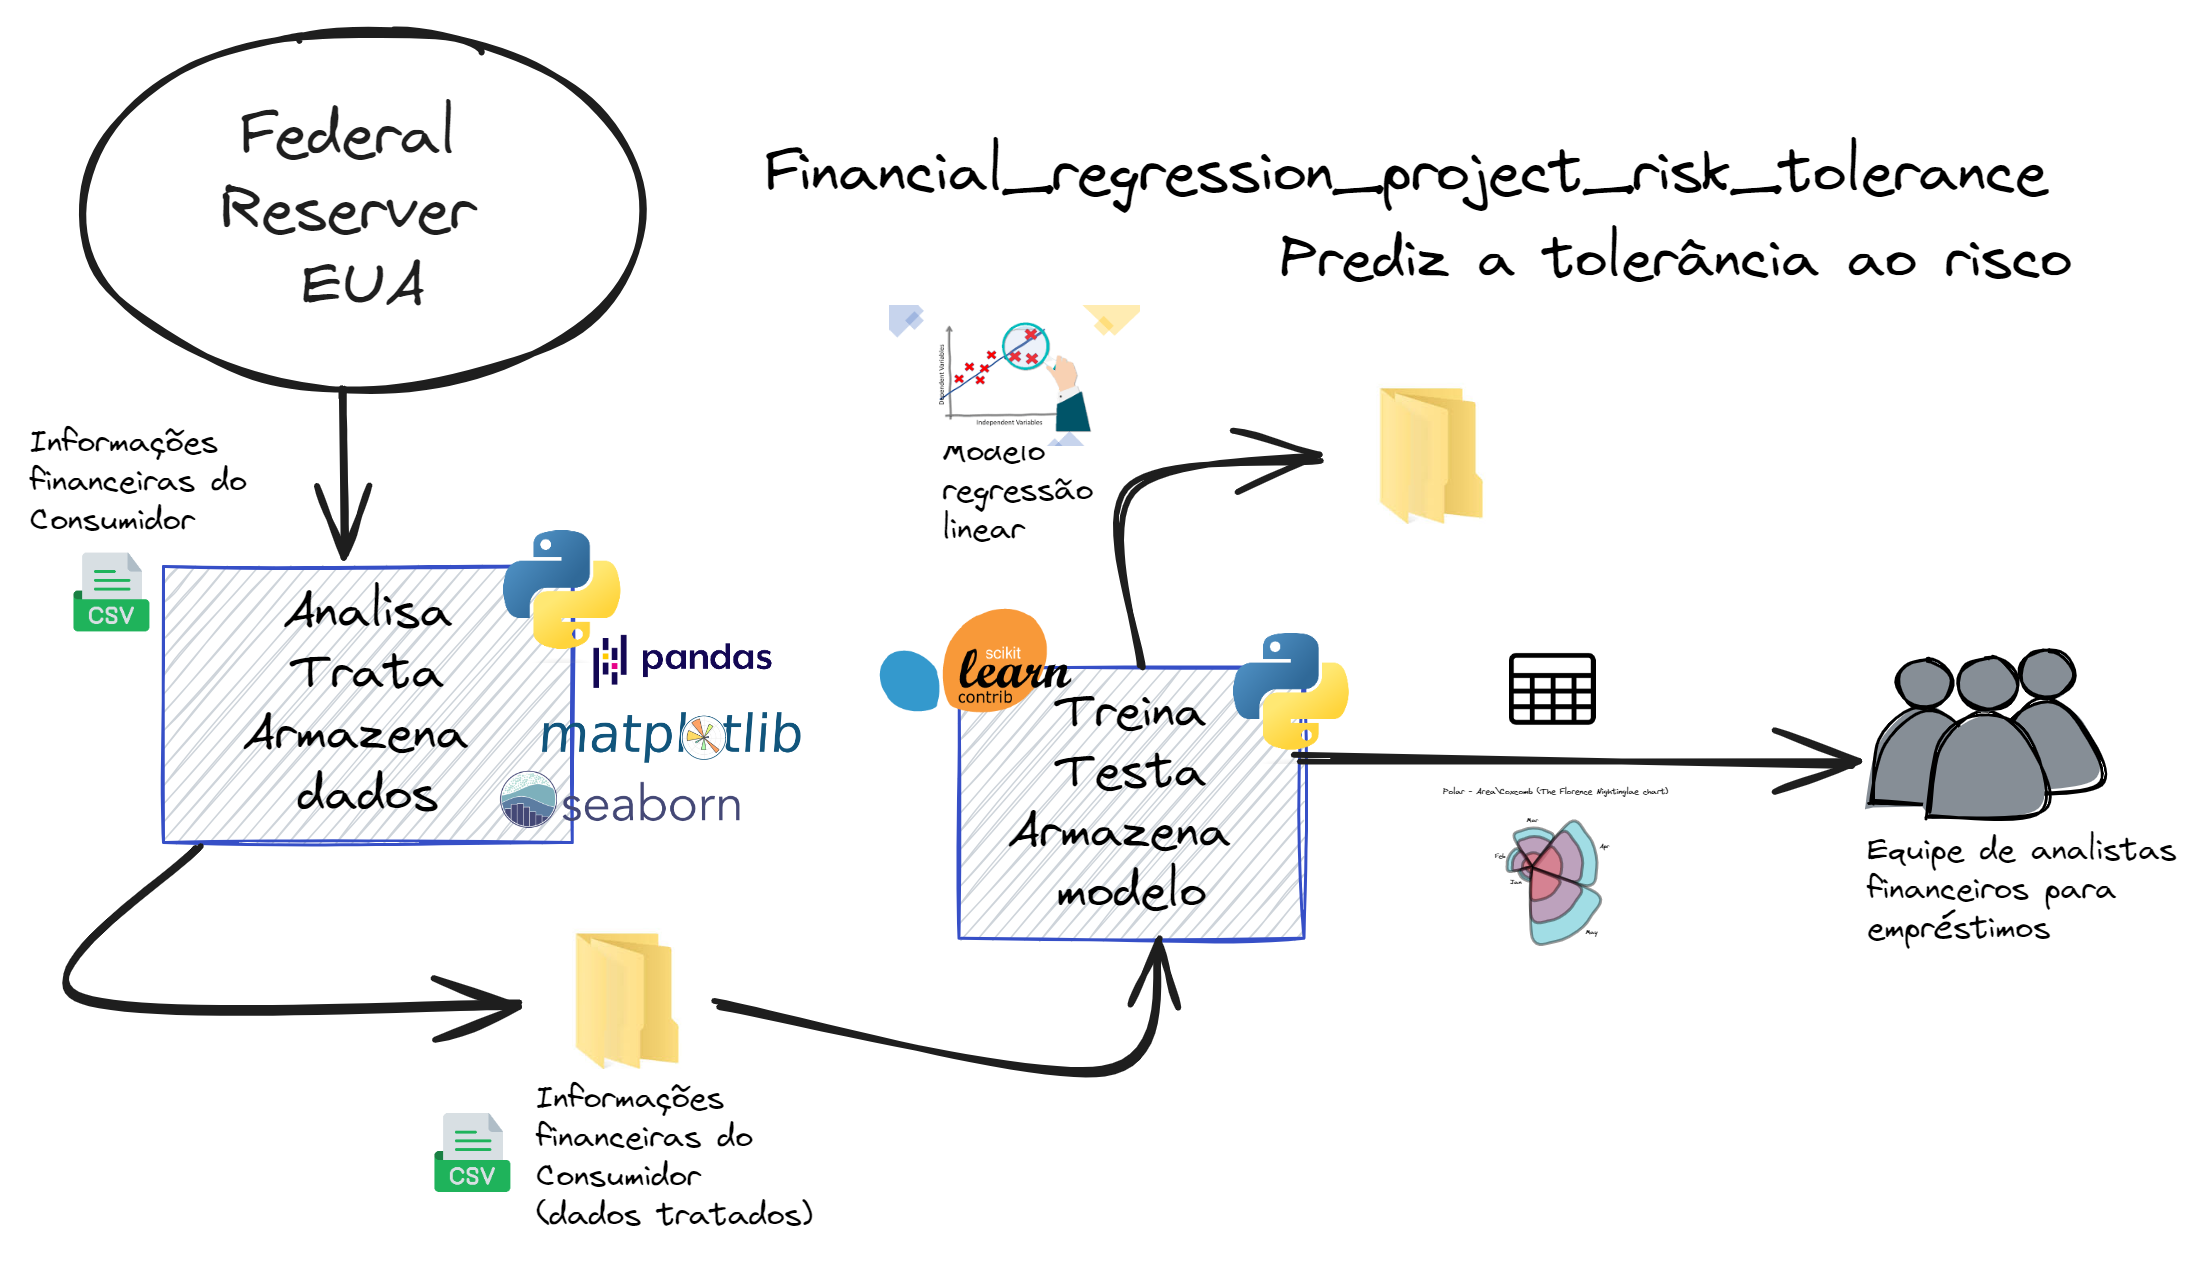 Federal
Reserver
EUA
Financial_regression_project_risk_tolerance
Prediz a tolerância ao risco
Dependent Variables
Independent Variables
Modelo
regressão
linear
Informações
financeiras do
Consumidor
CSV
Analisa
Trata
Armazena
dados
pandas
matplotlib
seaborn
scikit
learn
contrib
Treina
Testa
Armazena
modelo
Polar - Area\Coxcomb (The Florence Nightinglae chart)
Mar
Apr
Feb
Jan
May
Equipe de analistas
financeiros para
empréstimos
Informações
financeiras do
Consumidor
(dados tratados)
CSV